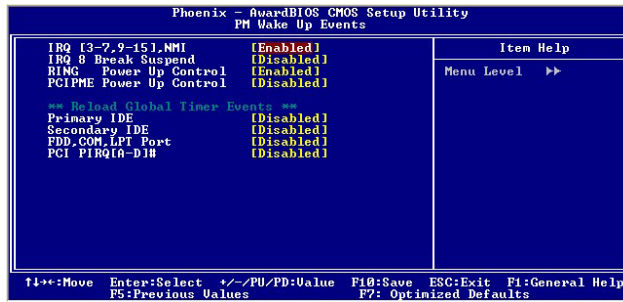 Phoenix - AwardBIOS CMOS Setup Utility
PM Wake Up Events
IRQ [3-7,9-15],NMI [Enabled]
IRQ 8 Break Suspend [Disabled]
RING Power Up Control [Enabled]
PCIPME Power Up Control [Disabled]
** Reload Global Timer Events **
Primary IDE [Disabled]
Secondary IDE [Disabled]
FDD,COM,LPT Port [Disabled]
PCI PIRQ[A-D]# [Disabled]
Item Help
Menu Level ▸▸
↑↓→←:Move Enter:Select +/-/PU/PD:Value F10:Save ESC:Exit F1:General Help
F5:Previous Values F7: Optimized Defaults